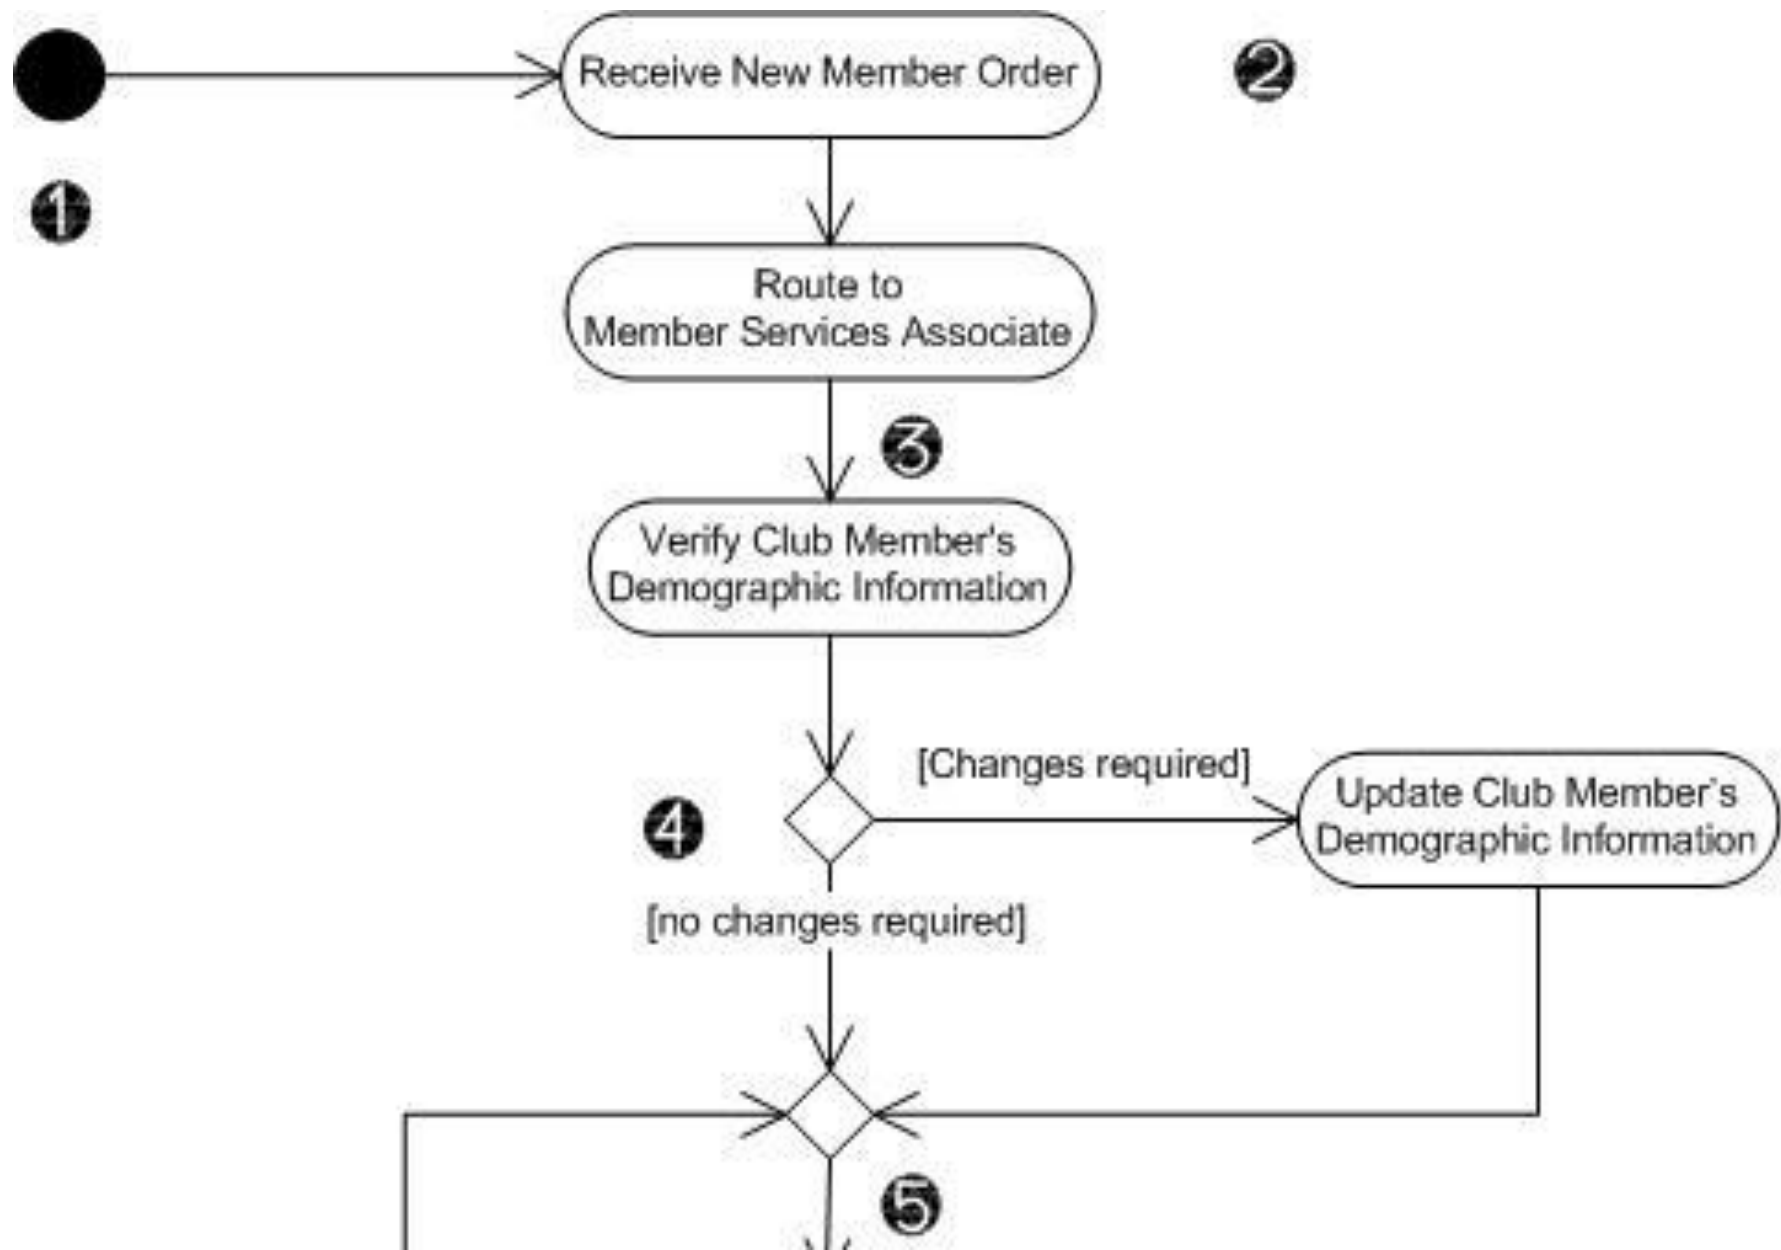 Receive New Member Order
2
1
Route to
Member Services Associate
3
Verify Club Member's
Demographic Information
[Changes required]
Update Club Member's
Demographic Information
4
[no changes required]
5